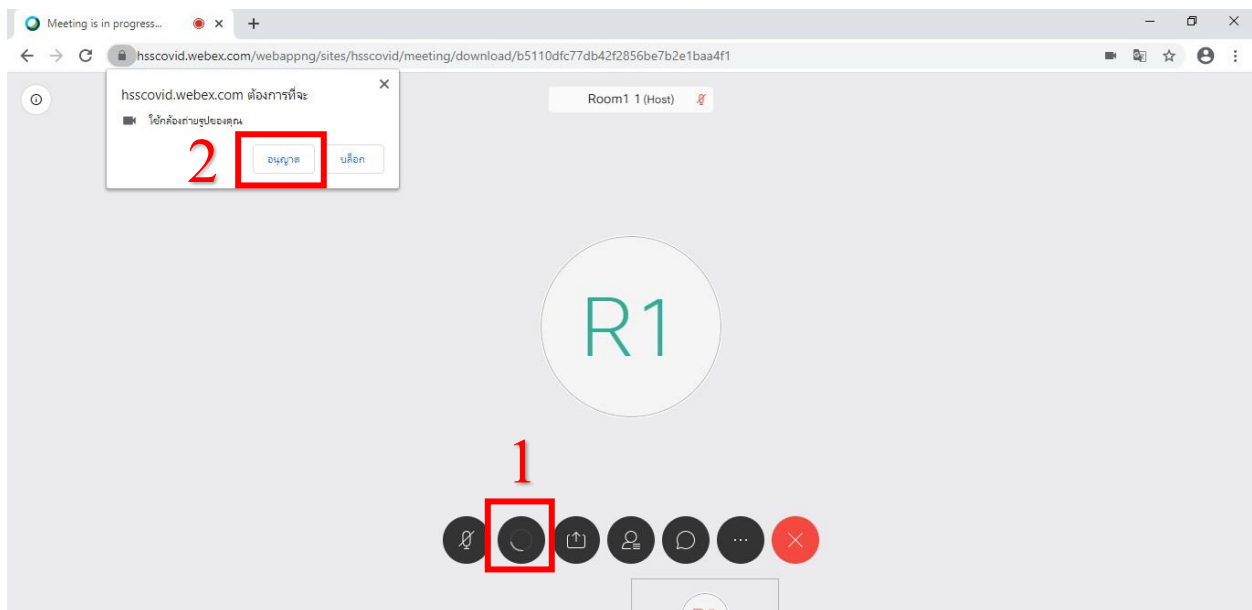 Meeting is in progress...
hsscovid.webex.com/webappng/sites/hsscovid/meeting/download/b5110dfc77db42f2856be7b2e1baa4f1
hsscovid.webex.com ต้องการที่จะ
ใช้กล้องถ่ายรูปของคุณ
2
อนุญาต
บล็อก
Room1 1 (Host)
R1
1